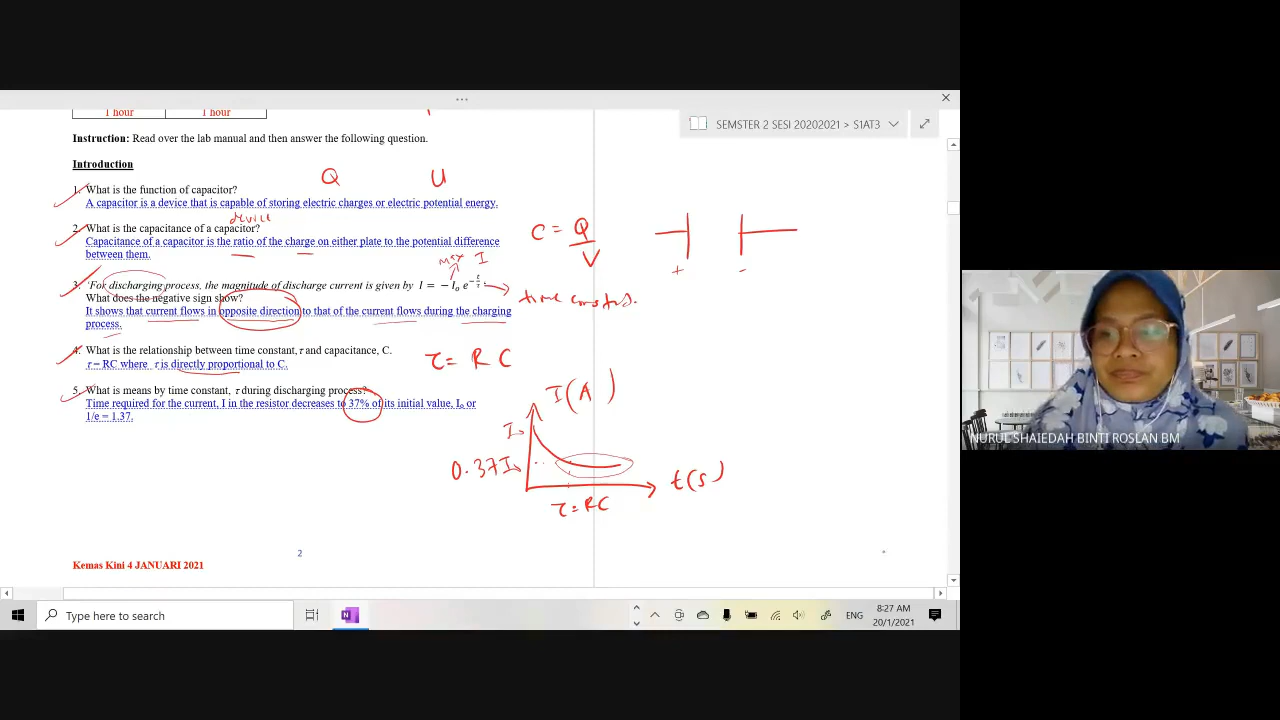 1 hour 1 hour
SEMSTER 2 SESI 20202021 > S1AT3
Instruction: Read over the lab manual and then answer the following question.
Introduction
Q U
1. What is the function of capacitor?
A capacitor is a device that is capable of storing electric charges or electric potential energy.
device
2. What is the capacitance of a capacitor?
Capacitance of a capacitor is the ratio of the charge on either plate to the potential difference
between them.
C = Q
V
+ -
max I
3. 'For discharging process, the magnitude of discharge current is given by I = −I₀ e^−t/τ.
time constan.
What does the negative sign show?
It shows that current flows in opposite direction to that of the current flows during the charging
process.
4. What is the relationship between time constant, τ and capacitance, C.
τ = RC where τ is directly proportional to C.
τ = R C
5. What is means by time constant, τ during discharging process?
Time required for the current, I in the resistor decreases to 37% of its initial value, I₀ or
1/e = 1.37.
I (A)
I₀
0.37I₀
t(s)
τ = RC
2
Kemas Kini 4 JANUARI 2021
NURUL SHAIEDAH BINTI ROSLAN BM
Type here to search
ENG
8:27 AM
20/1/2021